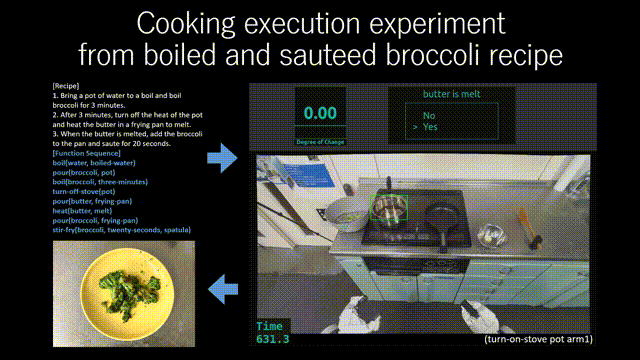 Cooking execution experiment
from boiled and sauteed broccoli recipe
[Recipe]
1. Bring a pot of water to a boil and boil
broccoli for 3 minutes.
2. After 3 minutes, turn off the heat of the pot
and heat the butter in a frying pan to melt.
3. When the butter is melted, add the broccoli
to the pan and saute for 20 seconds.
[Function Sequence]
boil(water, boiled-water)
pour(broccoli, pot)
boil(broccoli, three-minutes)
turn-off-stove(pot)
pour(butter, frying-pan)
heat(butter, melt)
pour(broccoli, frying-pan)
stir-fry(broccoli, twenty-seconds, spatula)
0.00
Degree of Change
butter is melt
No
> Yes
Time
631.3
(turn-on-stove pot arm1)